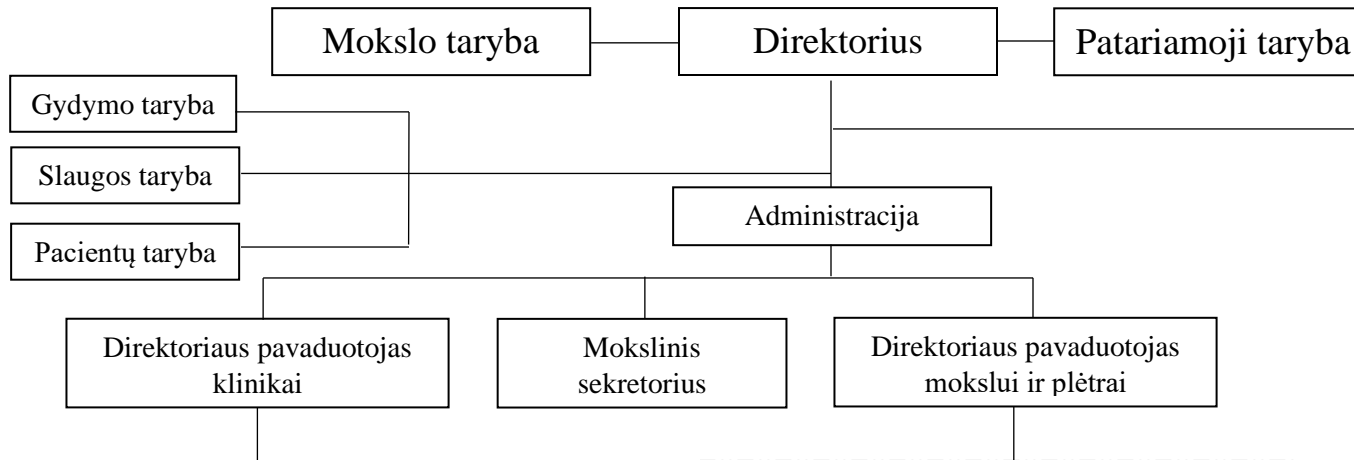 Mokslo taryba
Direktorius
Patariamoji taryba
Gydymo taryba
Slaugos taryba
Pacientų taryba
Administracija
Direktoriaus pavaduotojas
klinikai
Mokslinis
sekretorius
Direktoriaus pavaduotojas
mokslui ir plėtrai